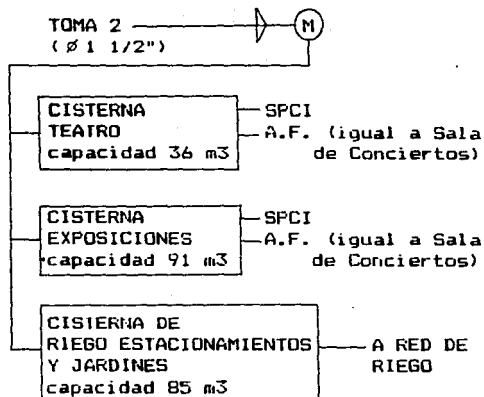 TOMA 2
(Ø 1 1/2")
M
CISTERNA
TEATRO
capacidad 36 m3
SPCI
A.F. (igual a Sala
de Conciertos)
CISTERNA
EXPOSICIONES
capacidad 91 m3
SPCI
A.F. (igual a Sala
de Conciertos)
CISTERNA DE
RIEGO ESTACIONAMIENTOS
Y JARDINES
capacidad 85 m3
A RED DE
RIEGO